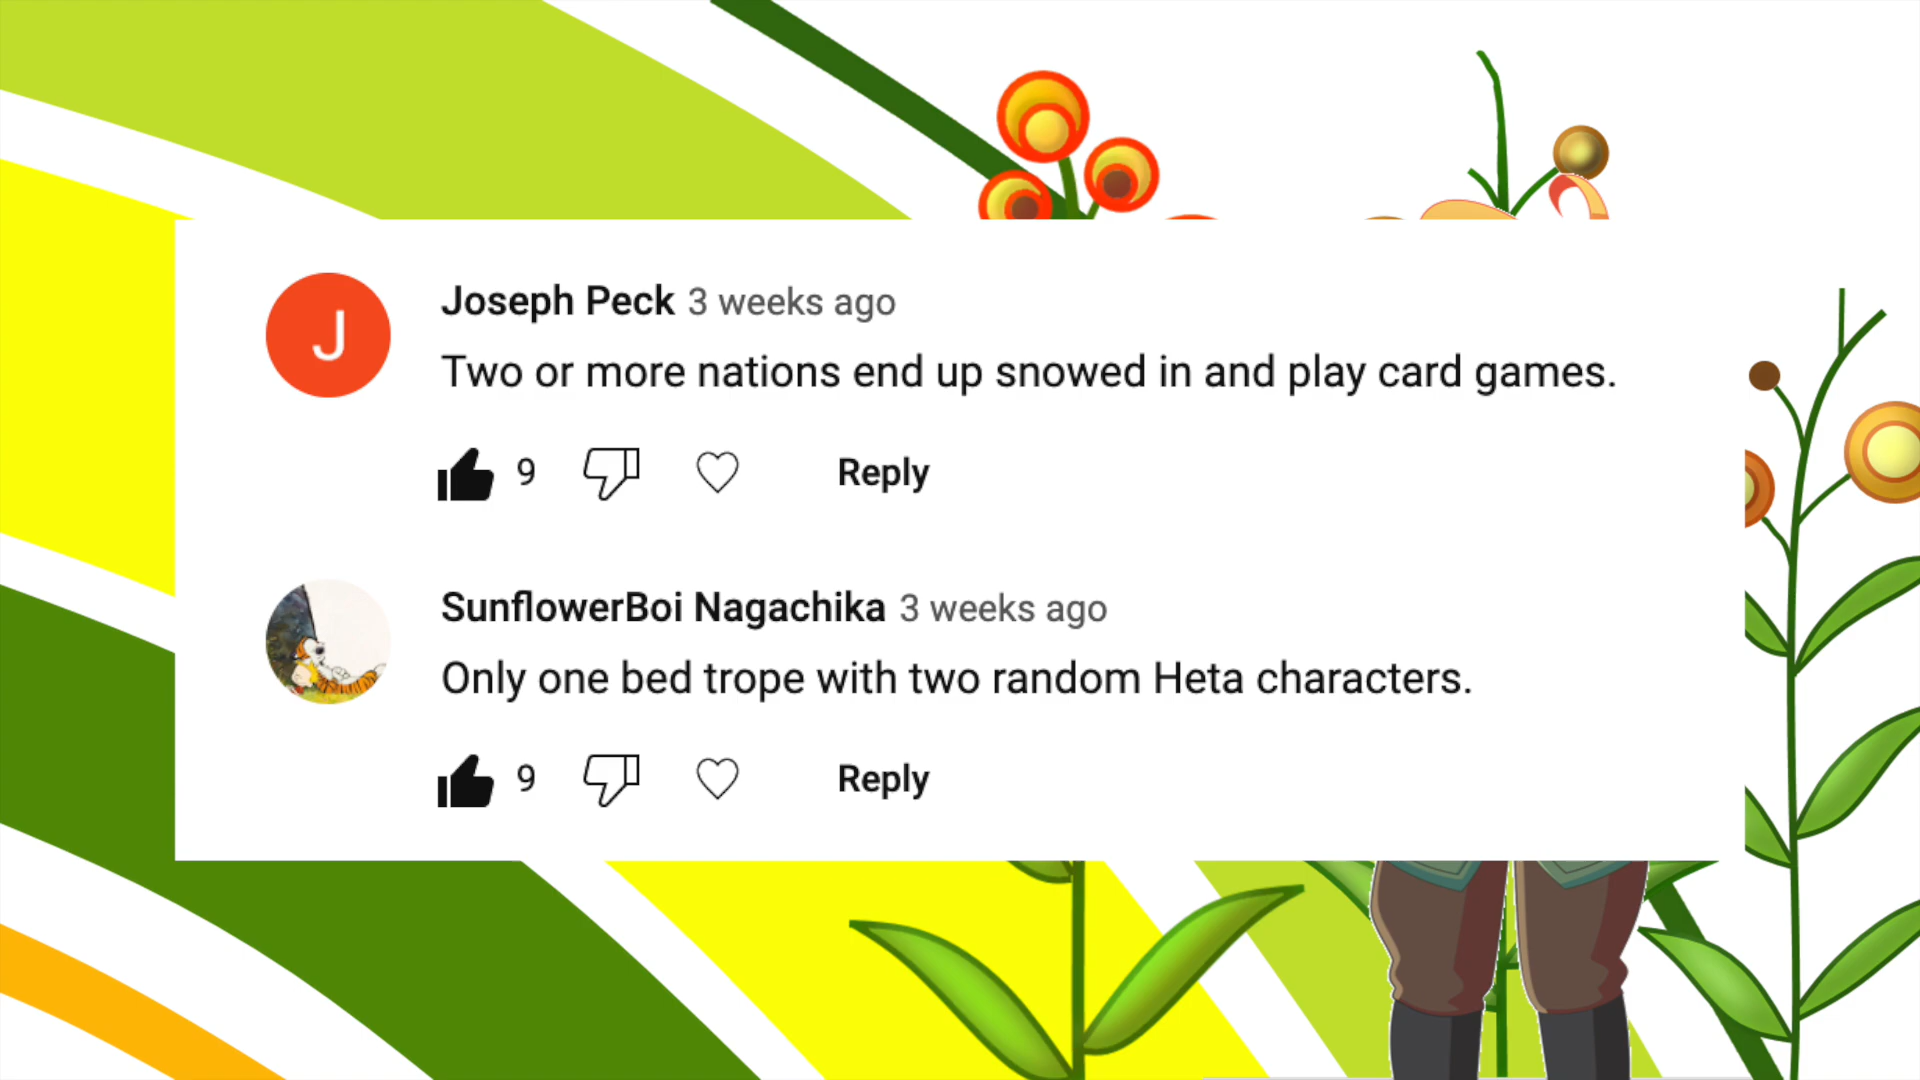 J
Joseph Peck 3 weeks ago
Two or more nations end up snowed in and play card games.
9 Reply
SunflowerBoi Nagachika 3 weeks ago
Only one bed trope with two random Heta characters.
9 Reply